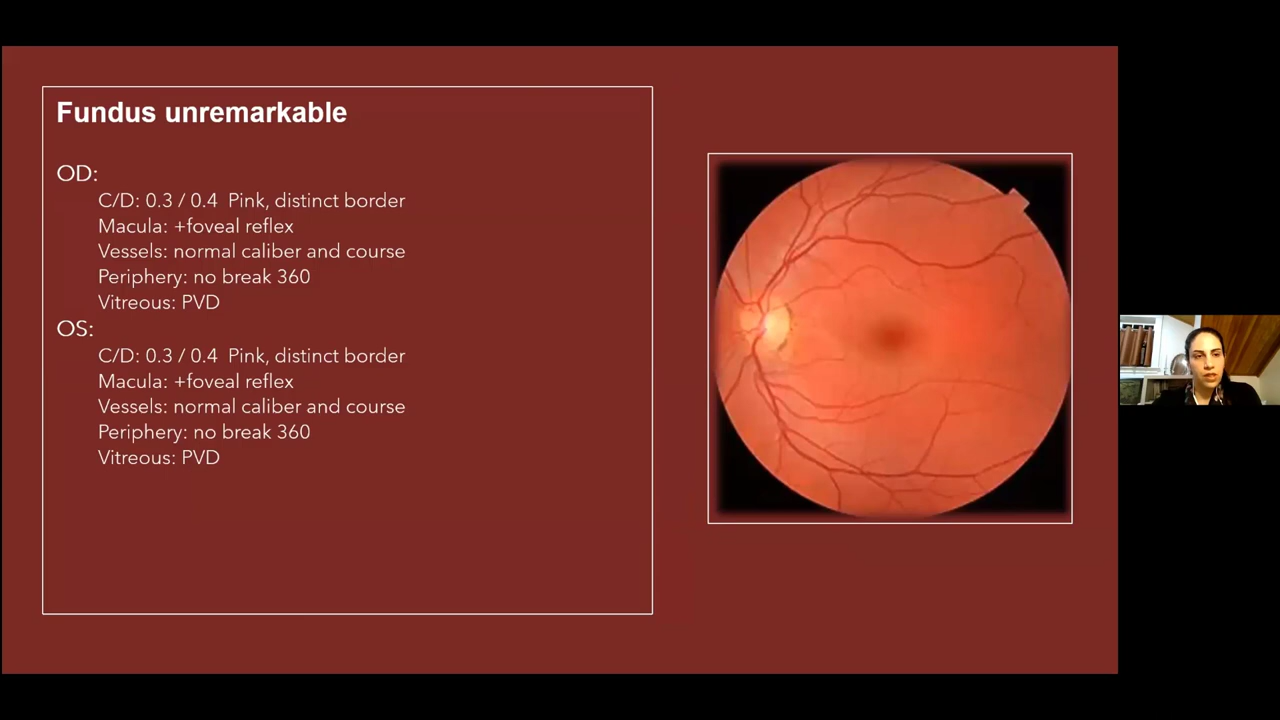 Fundus unremarkable
OD:
C/D: 0.3 / 0.4  Pink, distinct border
Macula: +foveal reflex
Vessels: normal caliber and course
Periphery: no break 360
Vitreous: PVD
OS:
C/D: 0.3 / 0.4  Pink, distinct border
Macula: +foveal reflex
Vessels: normal caliber and course
Periphery: no break 360
Vitreous: PVD